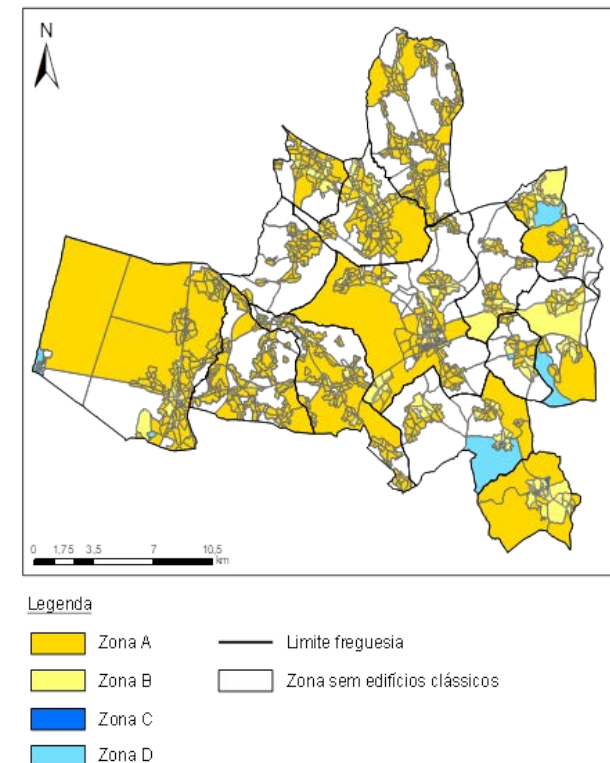 N
0 1,75 3,5 7 10,5
km
Legenda
Zona A
Limite freguesia
Zona B
Zona sem edifícios clássicos
Zona C
Zona D